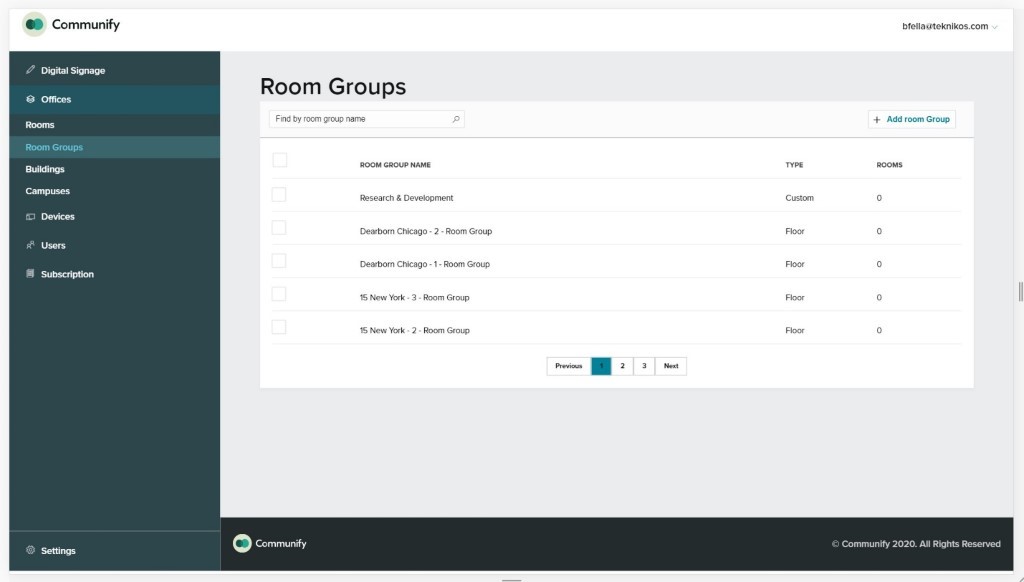 Communify
bfella@teknikos.com
Digital Signage
Offices
Rooms
Room Groups
Buildings
Campuses
Devices
Users
Subscription
Settings
Room Groups
Find by room group name
+ Add room Group
ROOM GROUP NAME TYPE ROOMS
Research & Development Custom 0
Dearborn Chicago - 2 - Room Group Floor 0
Dearborn Chicago - 1 - Room Group Floor 0
15 New York - 3 - Room Group Floor 0
15 New York - 2 - Room Group Floor 0
Previous 1 2 3 Next
Communify
© Communify 2020. All Rights Reserved